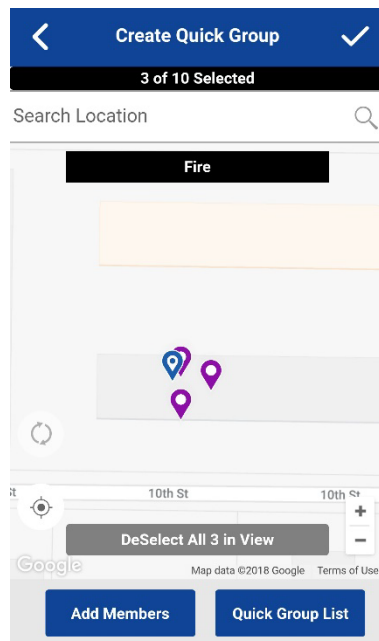 Create Quick Group
3 of 10 Selected
Search Location
Fire
st 10th St 10th St
+
DeSelect All 3 in View
−
Google Map data ©2018 Google Terms of Use
Add Members Quick Group List